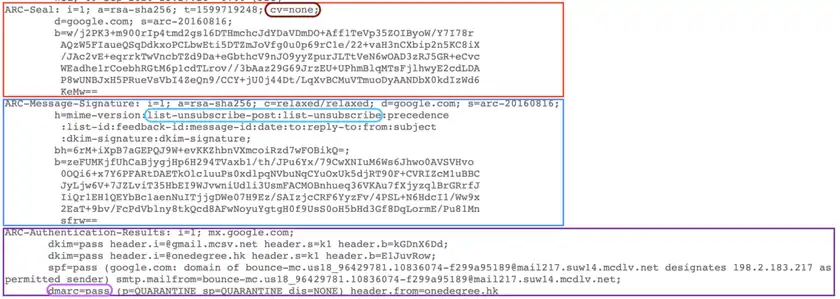 ARC-Seal: i=1; a=rsa-sha256; t=1599719248; cv=none;
d=google.com; s=arc-20160816;
b=w/j2PK3+m900rIp4tmd2gsl6DTHmchcJdYDaVDmDO+Aff1TeVp35ZOIByoW/Y7I78r
AQzW5FIaueQSqDdkxoPCLbwEti5DTZmJoVfg0u0p69rC1e/22+vaH3nCXbip2n5KC8iX
/JAc2vE+eqrrkTwVncbTZd9Da+eGbthcV9nJO9yyZpurJLTtVeN6wOAD3zRJ5GR+eCvc
WEadhe1rCoebhRGtM6p1cdTLrov//3bAaz29G69JrzEU+UPhmBlqMTsFjlhwyE2cdLDA
P8wUNBJxH5PRueVsVbI4ZeQn9/CCY+jU0j44Dt/LqXvBCMuVTmuoDyAANDbX0kdIzWd6
KeMw==
ARC-Message-Signature: i=1; a=rsa-sha256; c=relaxed/relaxed; d=google.com; s=arc-20160816;
h=mime-version:list-unsubscribe-post:list-unsubscribe:precedence
:list-id:feedback-id:message-id:date:to:reply-to:from:subject
:dkim-signature:dkim-signature;
bh=6rM+iXpB7aGEPQJ9W+evKKZhbnVXmcoiRzd7wFOBikQ=;
b=zeFUMKjfUhCaBjygjHp6H294TVaxb1/th/JPu6Yx/79CwXNIuM6Ws6Jhwo0AVSVHvo
0OQi6+x7Y6PFARtDAETkOlcluuPs0xdlpqNVbuNqCYuOxUk5djRT90F+CVRIZcM1uBBC
JyLjw6V+7JZLviT35HbEI9WJvwniUdli3UsmFACMOBnhueq36VKAu7fXjyzqlBrGRrfJ
IiQr1EH1QEYbBc1aenNuITjjgDWe07H9Ez/SAIzjcCRF6YyzFv/4PSL+N6HdcI1/Ww9x
2EaT+9bv/FcPdVblny8tkQcd8AFwNoyuYgtgH0f9UsS0oH5bHd3Gf8DqLormE/Pu81Mn
sfrw==
ARC-Authentication-Results: i=1; mx.google.com;
dkim=pass header.i=@gmail.mcsv.net header.s=k1 header.b=kGDnX6Dd;
dkim=pass header.i=@onedegree.hk header.s=k1 header.b=E1JuvRow;
spf=pass (google.com: domain of bounce-mc.us18_96429781.10836074-f299a95189@mail217.suw14.mcdlv.net designates 198.2.183.217 as
permitted sender) smtp.mailfrom=bounce-mc.us18_96429781.10836074-f299a95189@mail217.suw14.mcdlv.net;
dmarc=pass (p=QUARANTINE sp=QUARANTINE dis=NONE) header.from=onedegree.hk